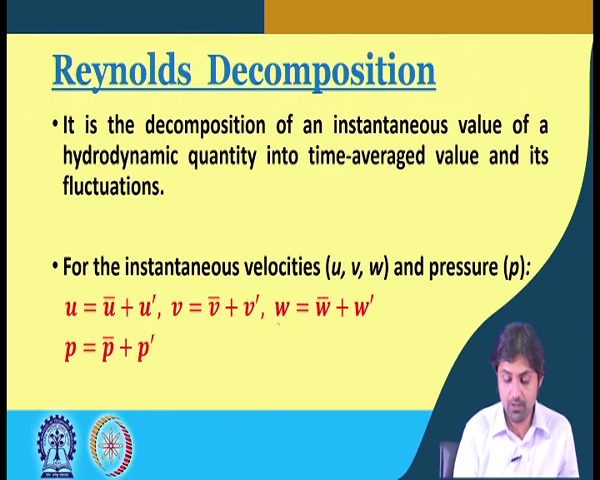 Reynolds Decomposition
• It is the decomposition of an instantaneous value of a
hydrodynamic quantity into time-averaged value and its
fluctuations.
• For the instantaneous velocities (u, v, w) and pressure (p):
u = u̅ + u′, v = v̅ + v′, w = w̅ + w′
p = p̅ + p′